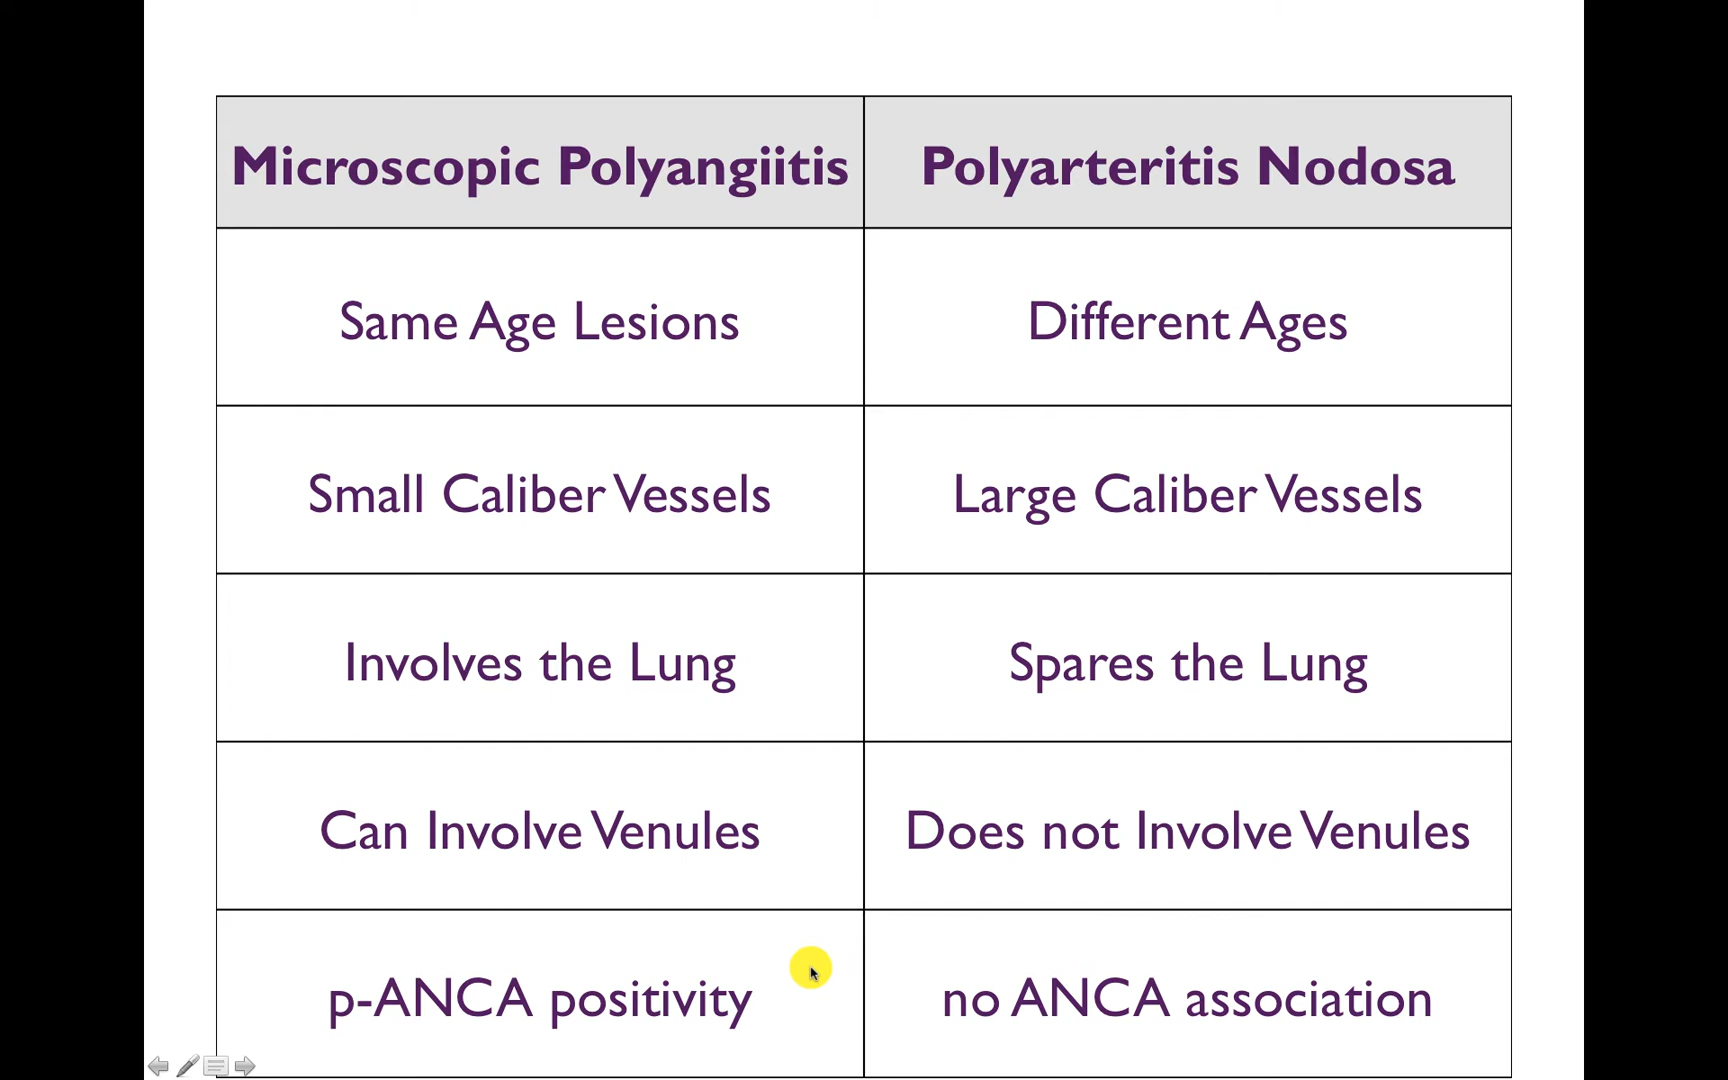 Microscopic Polyangiitis
Polyarteritis Nodosa
Same Age Lesions
Different Ages
Small Caliber Vessels
Large Caliber Vessels
Involves the Lung
Spares the Lung
Can Involve Venules
Does not Involve Venules
p-ANCA positivity
no ANCA association